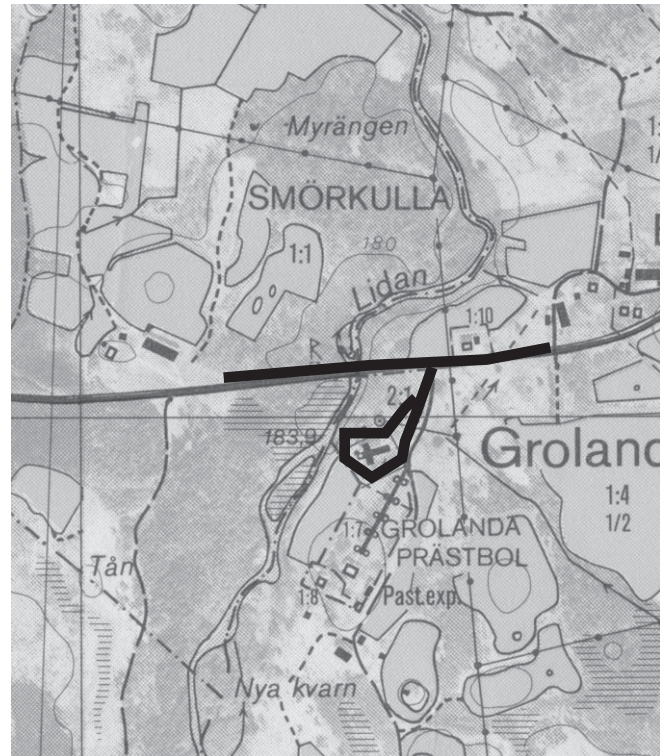 Myrängen
SMÖRKULLA
1:1
180
Lidan
1:10
R
2:1
183,9
Groland
1:4
1/2
1:7
GROLANDA
PRÄSTBOL
Tån
1:8
Past.exp.
Nya kvarn